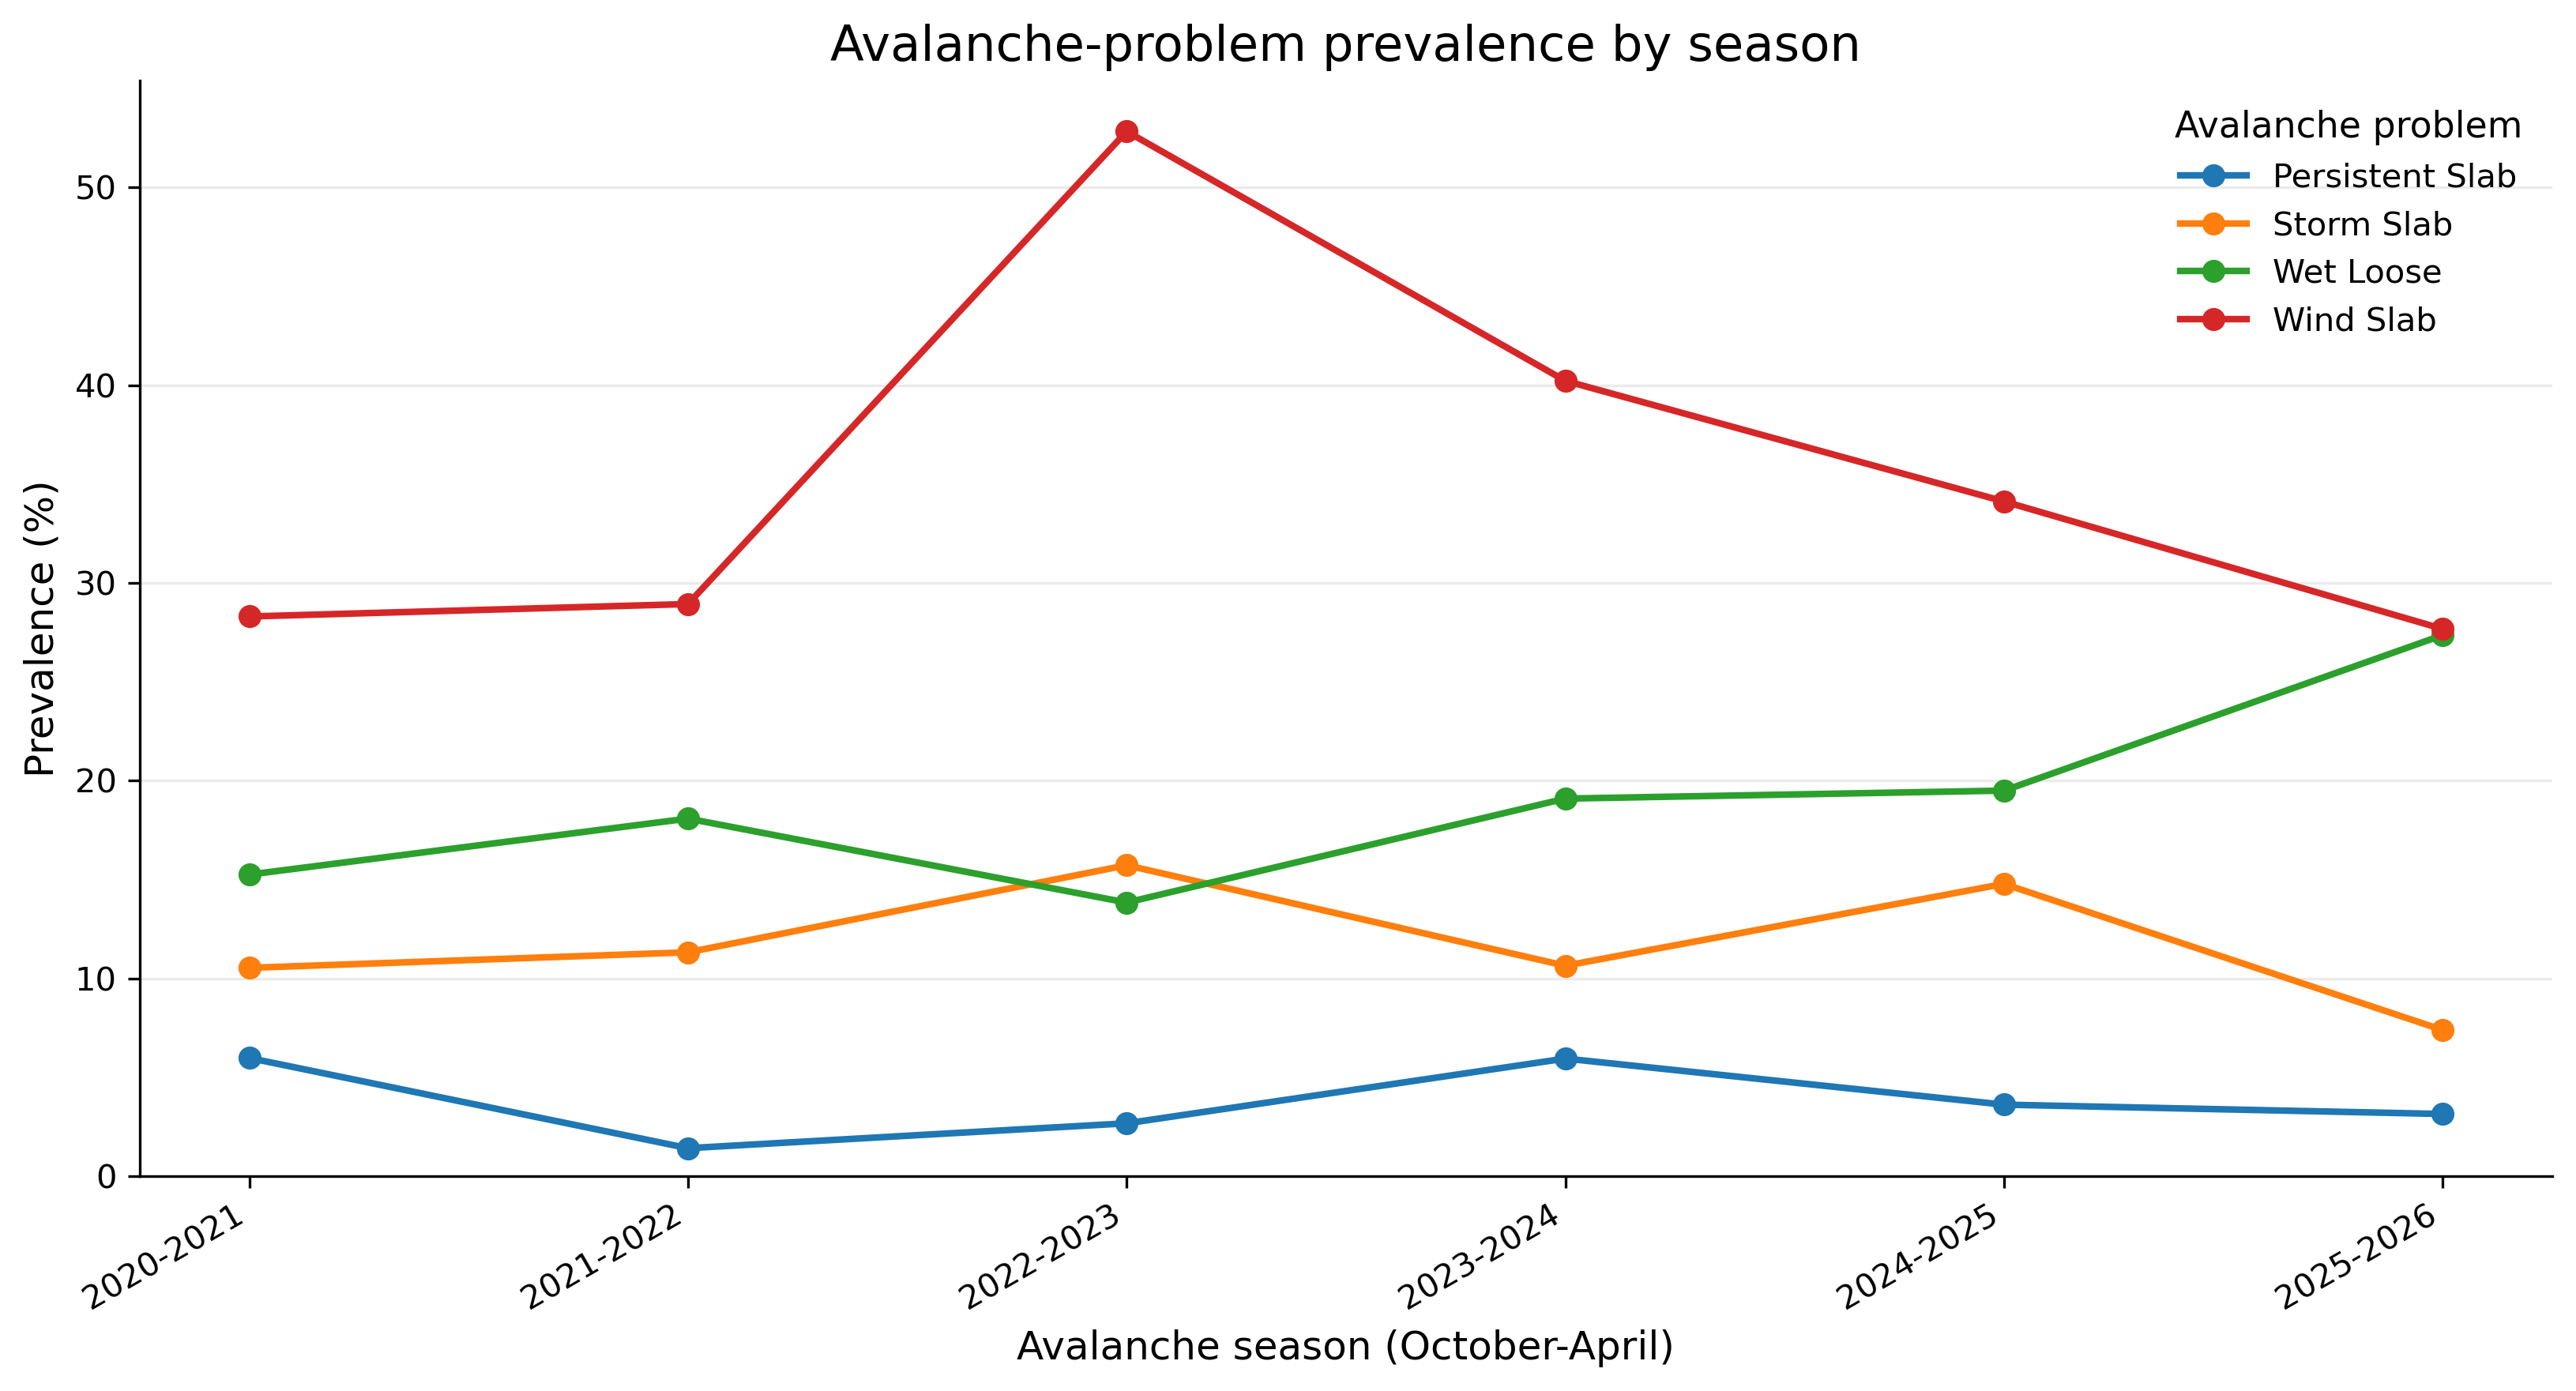 Avalanche-problem prevalence by season
Avalanche problem
Persistent Slab
Storm Slab
Wet Loose
Wind Slab
Prevalence (%)
50
40
30
20
10
0
2020-2021
2021-2022
2022-2023
2023-2024
2024-2025
2025-2026
Avalanche season (October-April)